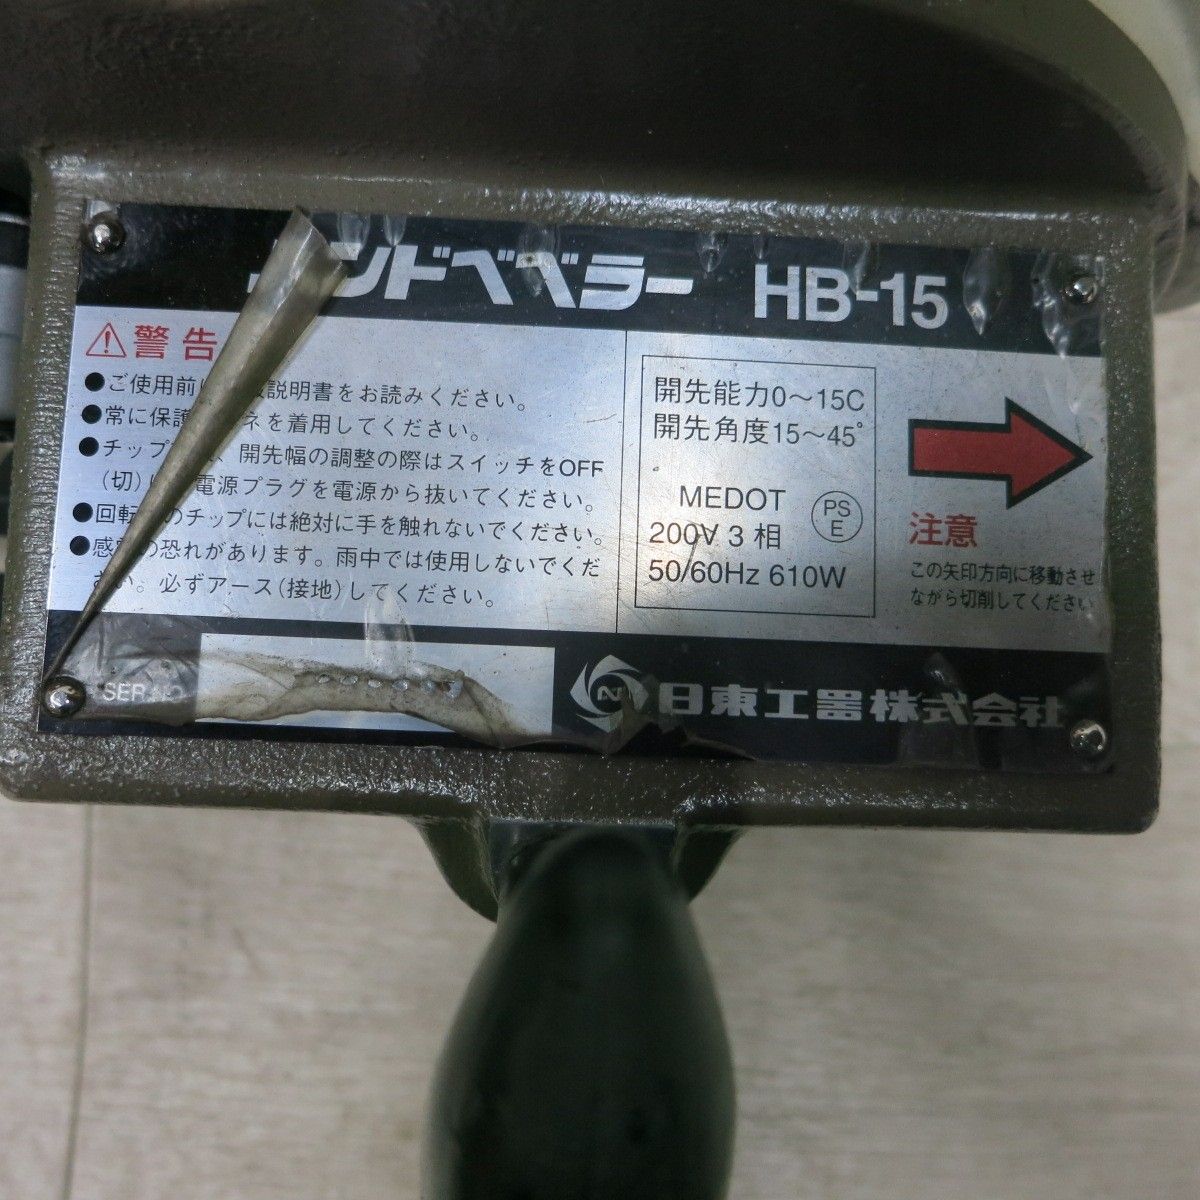 ンドベベラー HB-15
警告
●ご使用前 説明書をお読みください。
●常に保護 ネを着用してください。
●チップ 、開先幅の調整の際はスイッチをOFF
(切) 電源プラグを電源から抜いてください。
●回転 のチップには絶対に手を触れないでください。
●感 の恐れがあります。雨中では使用しないでくだ
さい。必ずアース(接地)してください。
開先能力0～15C
開先角度15～45°
MEDOT
PS
E
200V 3相
50/60Hz 610W
注意
この矢印方向に移動させ
ながら切削してください
SER.NO.
N 日東工器株式会社